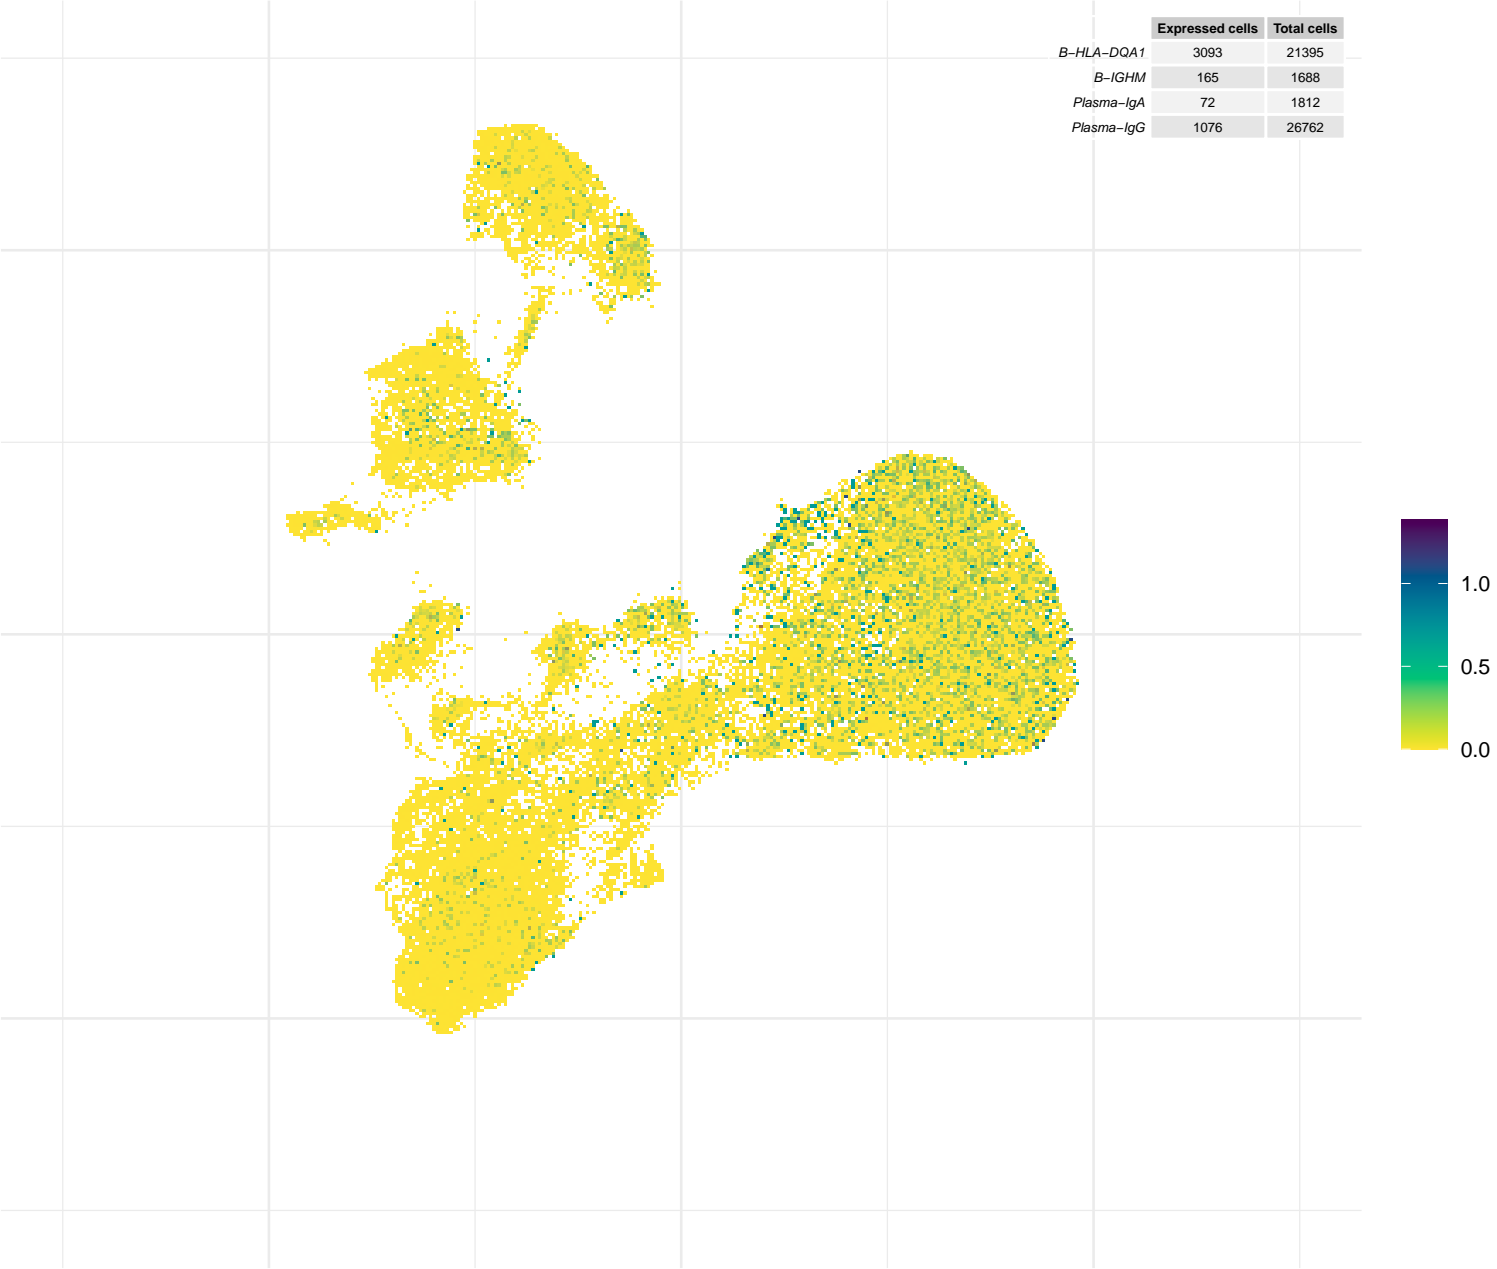 Expressed cells Total cells
B−HLA−DQA1 3093 21395
B−IGHM 165 1688
Plasma−IgA 72 1812
Plasma−IgG 1076 26762
1.0
0.5
0.0